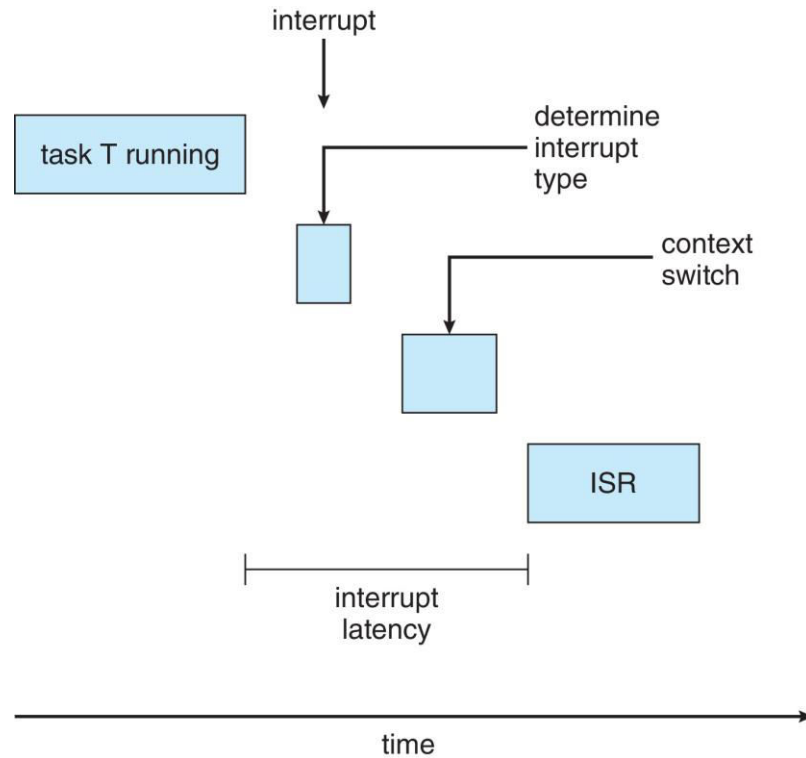 interrupt
task T running
determine
interrupt
type
context
switch
ISR
interrupt
latency
time